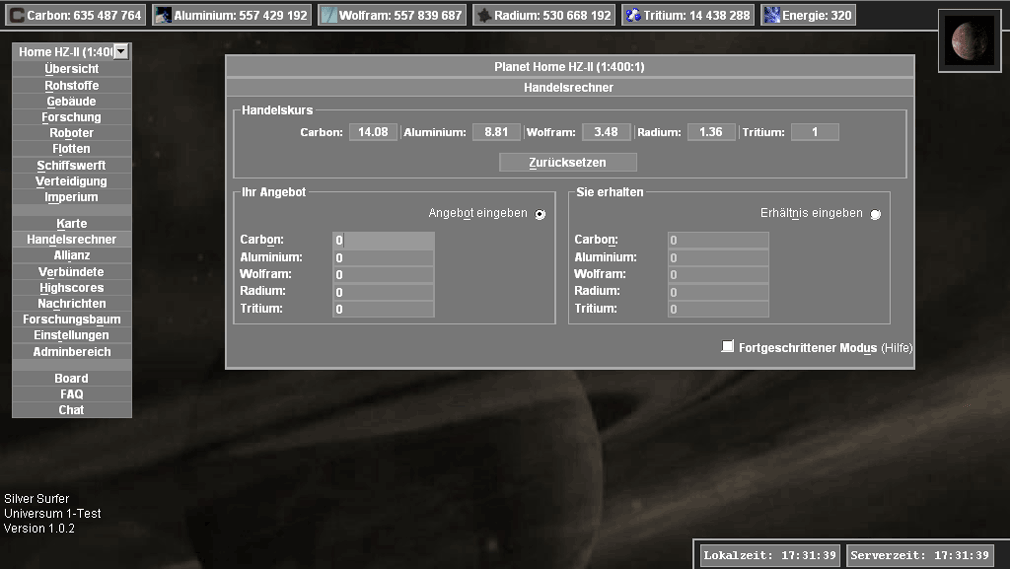 Carbon: 635 487 764 Aluminium: 557 429 192 Wolfram: 557 839 687 Radium: 530 668 192 Tritium: 14 438 288 Energie: 320
Home HZ-II (1:400
Übersicht
Rohstoffe
Gebäude
Forschung
Roboter
Flotten
Schiffswerft
Verteidigung
Imperium
Karte
Handelsrechner
Allianz
Verbündete
Highscores
Nachrichten
Forschungsbaum
Einstellungen
Adminbereich
Board
FAQ
Chat
Planet Home HZ-II (1:400:1)
Handelsrechner
Handelskurs
Carbon: 14.08 Aluminium: 8.81 Wolfram: 3.48 Radium: 1.36 Tritium: 1
Zurücksetzen
Ihr Angebot
Angebot eingeben
Carbon: 0
Aluminium: 0
Wolfram: 0
Radium: 0
Tritium: 0
Sie erhalten
Erhältnis eingeben
Carbon: 0
Aluminium: 0
Wolfram: 0
Radium: 0
Tritium: 0
Fortgeschrittener Modus (Hilfe)
Silver Surfer
Universum 1-Test
Version 1.0.2
Lokalzeit: 17:31:39 Serverzeit: 17:31:39